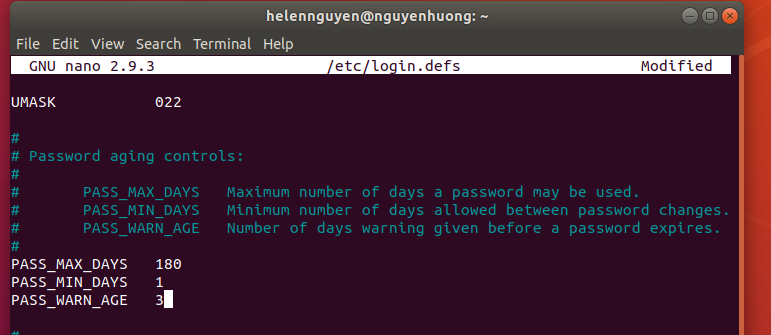 helennguyen@nguyenhuong: ~
File Edit View Search Terminal Help
GNU nano 2.9.3 /etc/login.defs Modified
UMASK 022
#
# Password aging controls:
#
# PASS_MAX_DAYS Maximum number of days a password may be used.
# PASS_MIN_DAYS Minimum number of days allowed between password changes.
# PASS_WARN_AGE Number of days warning given before a password expires.
#
PASS_MAX_DAYS 180
PASS_MIN_DAYS 1
PASS_WARN_AGE 3
#